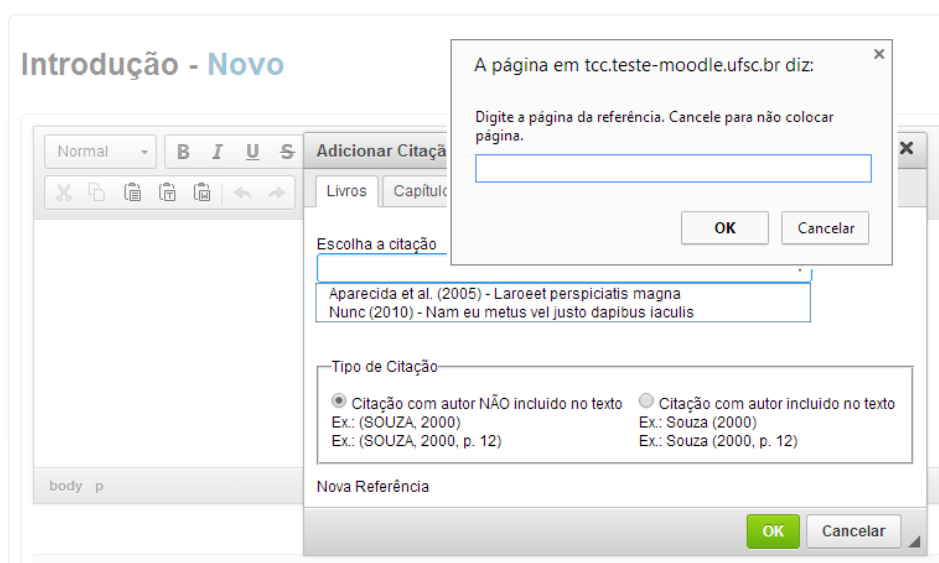 Introdução - Novo
A página em tcc.teste-moodle.ufsc.br diz:
Digite a página da referência. Cancele para não colocar
página.
OK
Cancelar
Normal
B I U S
Adicionar Citaçã
Livros
Capítulo
Escolha a citação
Aparecida et al. (2005) - Laroeet perspiciatis magna
Nunc (2010) - Nam eu metus vel justo dapibus iaculis
Tipo de Citação
Citação com autor NÃO incluido no texto
Ex.: (SOUZA, 2000)
Ex.: (SOUZA, 2000, p. 12)
Citação com autor incluido no texto
Ex.: Souza (2000)
Ex.: Souza (2000, p. 12)
body p
Nova Referência
OK
Cancelar